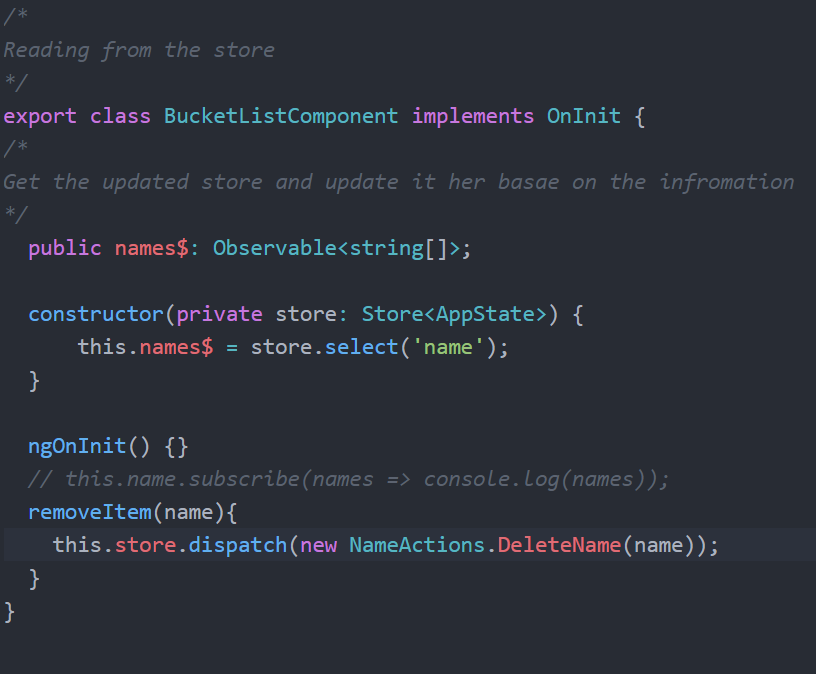 /*
Reading from the store
*/
export class BucketListComponent implements OnInit {
/*
Get the updated store and update it her basae on the infromation
*/
  public names$: Observable<string[]>;

  constructor(private store: Store<AppState>) {
      this.names$ = store.select('name');
  }

  ngOnInit() {}
  // this.name.subscribe(names => console.log(names));
  removeItem(name){
    this.store.dispatch(new NameActions.DeleteName(name));
  }
}